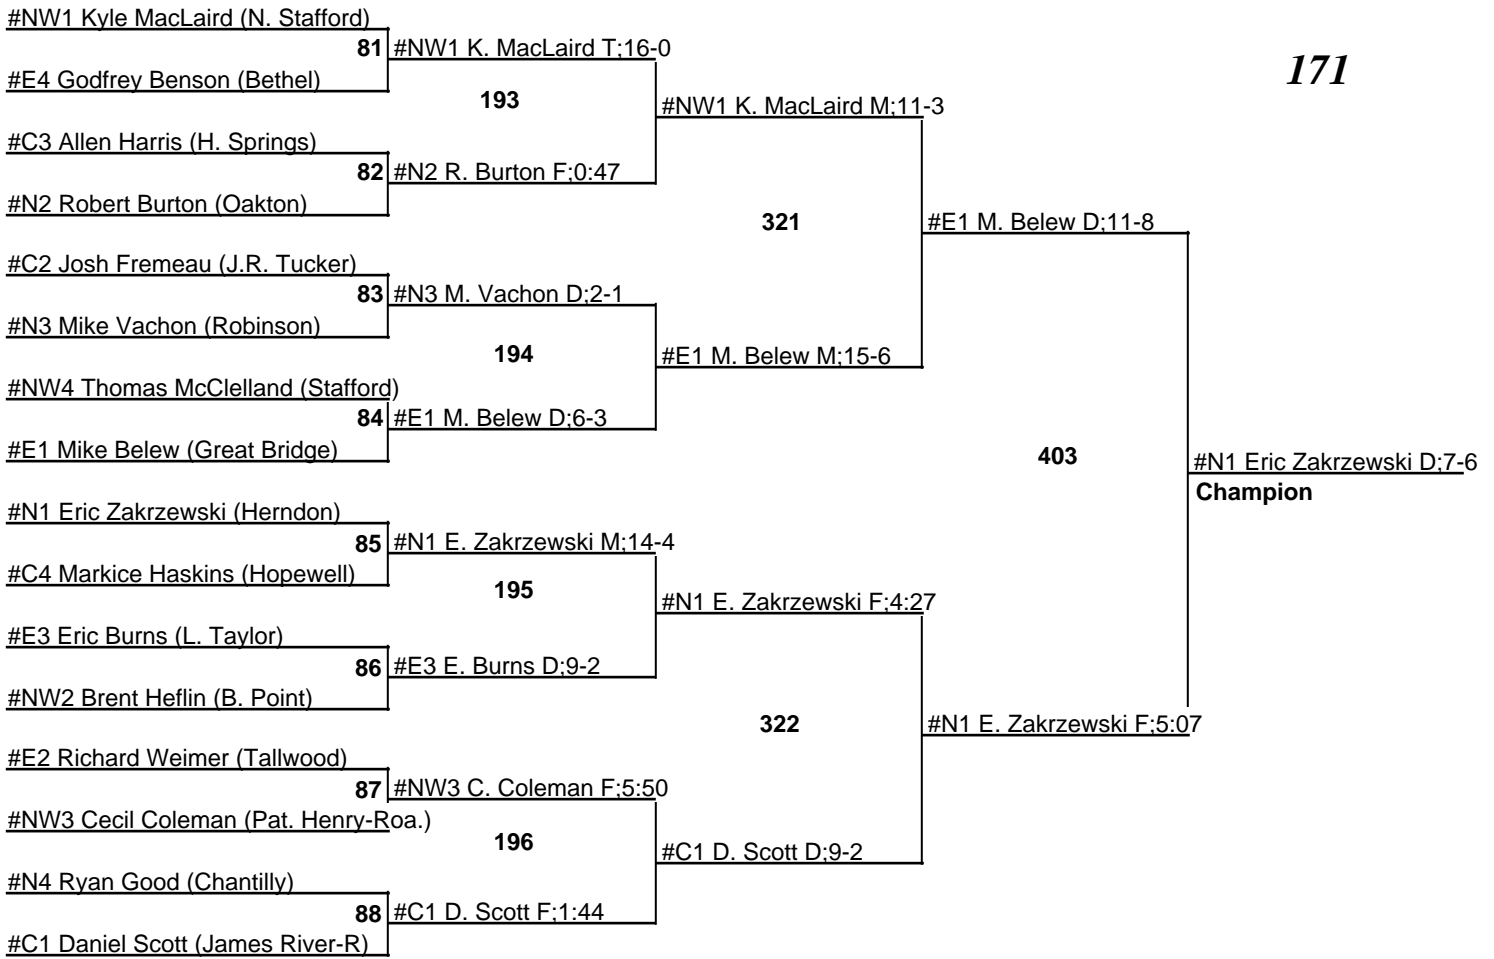 #NW1 Kyle MacLaird (N. Stafford)
81 #NW1 K. MacLaird T;16-0
171
#E4 Godfrey Benson (Bethel)
193
#NW1 K. MacLaird M;11-3
#C3 Allen Harris (H. Springs)
82 #N2 R. Burton F;0:47
#N2 Robert Burton (Oakton)
321
#E1 M. Belew D;11-8
#C2 Josh Fremeau (J.R. Tucker)
83 #N3 M. Vachon D;2-1
#N3 Mike Vachon (Robinson)
194
#E1 M. Belew M;15-6
#NW4 Thomas McClelland (Stafford)
84 #E1 M. Belew D;6-3
#E1 Mike Belew (Great Bridge)
403
#N1 Eric Zakrzewski D;7-6
Champion
#N1 Eric Zakrzewski (Herndon)
85 #N1 E. Zakrzewski M;14-4
#C4 Markice Haskins (Hopewell)
195
#N1 E. Zakrzewski F;4:27
#E3 Eric Burns (L. Taylor)
86 #E3 E. Burns D;9-2
#NW2 Brent Heflin (B. Point)
322
#N1 E. Zakrzewski F;5:07
#E2 Richard Weimer (Tallwood)
87 #NW3 C. Coleman F;5:50
#NW3 Cecil Coleman (Pat. Henry-Roa.)
196
#C1 D. Scott D;9-2
#N4 Ryan Good (Chantilly)
88 #C1 D. Scott F;1:44
#C1 Daniel Scott (James River-R)